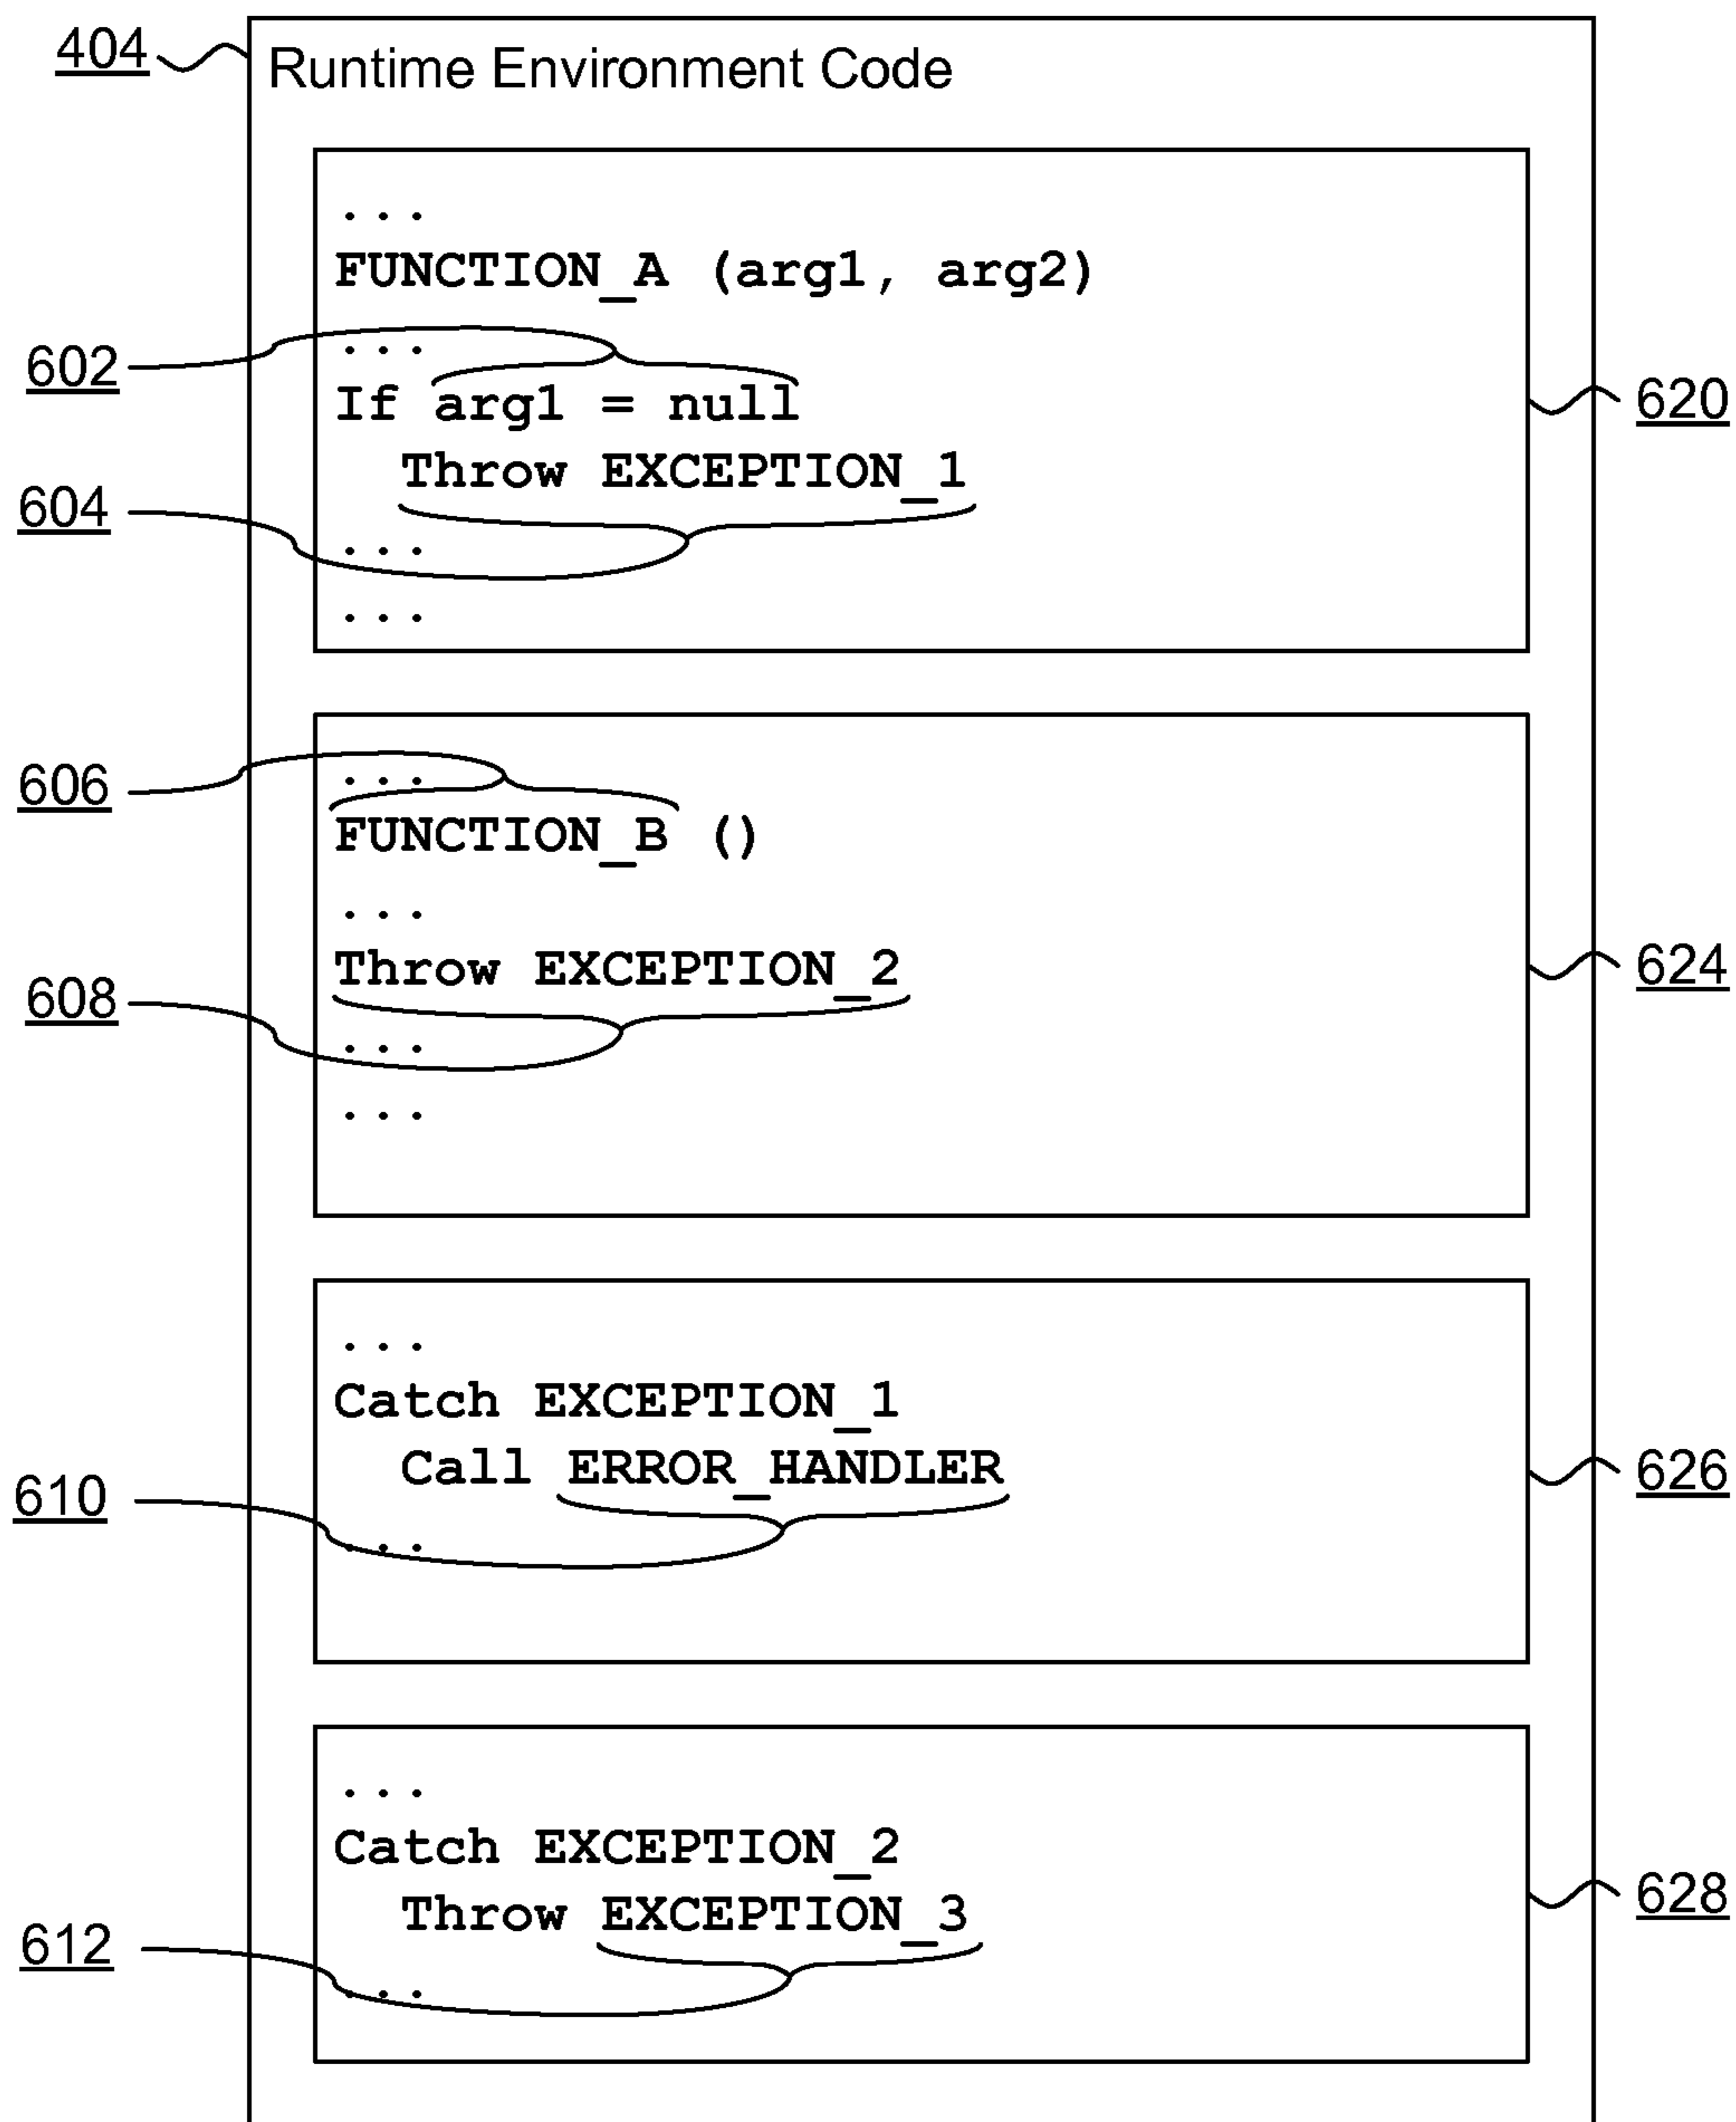 404 Runtime Environment Code
. . .
FUNCTION_A (arg1, arg2)
602 . . .
If arg1 = null 620
Throw EXCEPTION_1
604
. . .
. . .
606 . . .
FUNCTION_B ()
. . .
Throw EXCEPTION_2 624
608
. . .
. . .
. . .
Catch EXCEPTION_1
Call ERROR_HANDLER 626
610
. . .
. . .
Catch EXCEPTION_2
Throw EXCEPTION_3 628
612
. . .